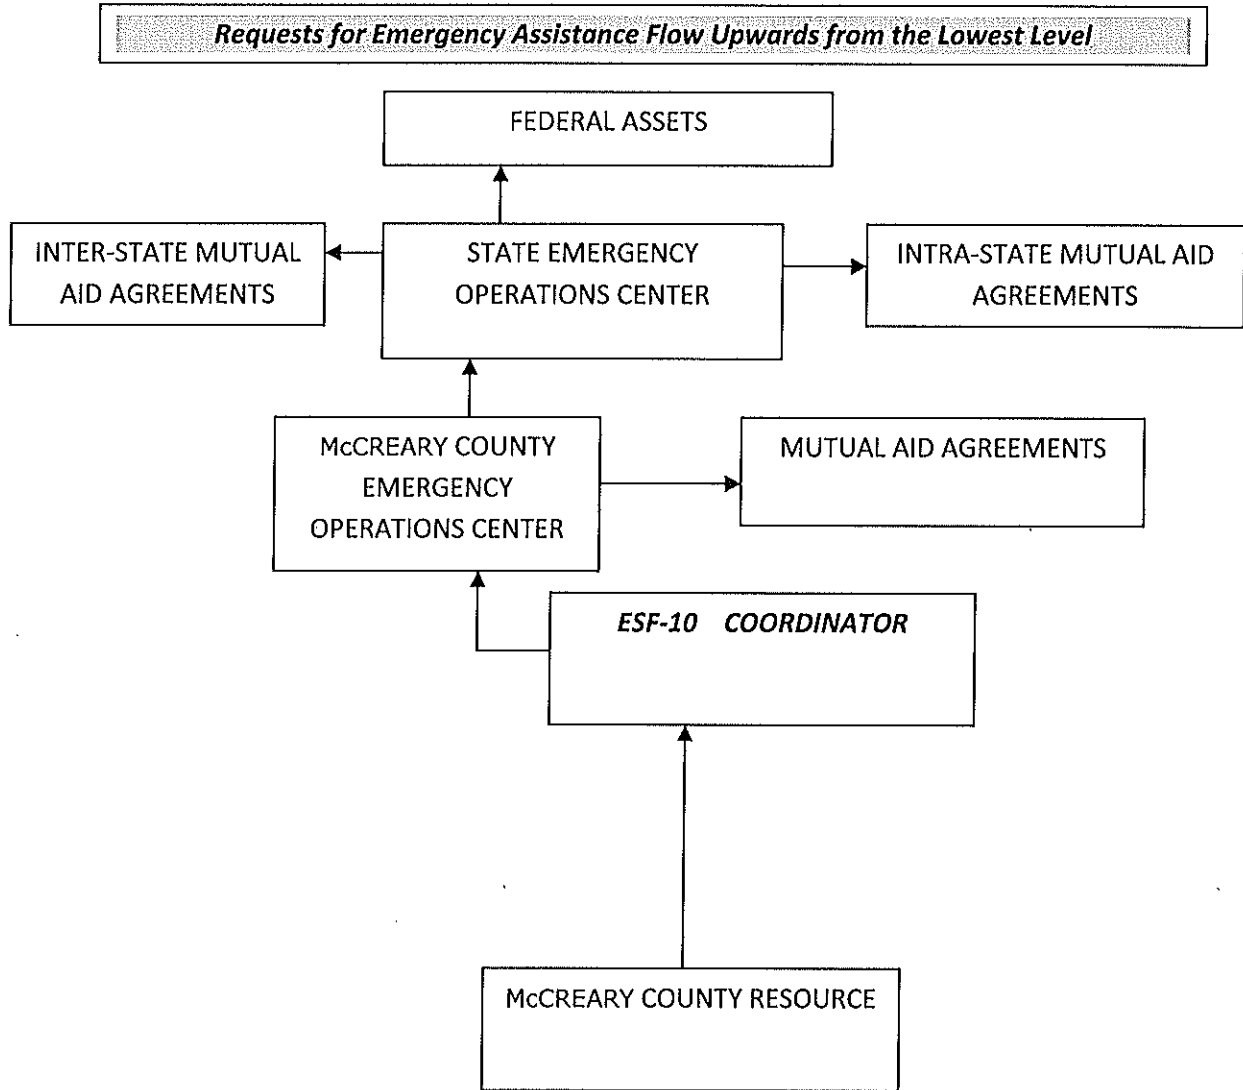 Requests for Emergency Assistance Flow Upwards from the Lowest Level
FEDERAL ASSETS
INTER-STATE MUTUAL
AID AGREEMENTS
STATE EMERGENCY
OPERATIONS CENTER
INTRA-STATE MUTUAL AID
AGREEMENTS
McCREARY COUNTY
EMERGENCY
OPERATIONS CENTER
MUTUAL AID AGREEMENTS
ESF-10 COORDINATOR
McCREARY COUNTY RESOURCE